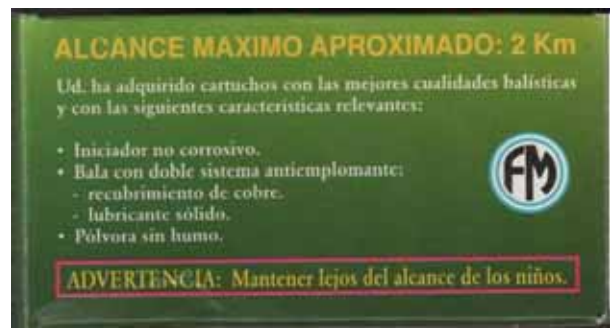 ALCANCE MAXIMO APROXIMADO: 2 Km
Ud. ha adquirido cartuchos con las mejores cualidades balísticas
y con las siguientes características relevantes:
• Iniciador no corrosivo.
• Bala con doble sistema antiemplomante:
- recubrimiento de cobre.
- lubricante sólido.
• Pólvora sin humo.
FM
ADVERTENCIA: Mantener lejos del alcance de los niños.